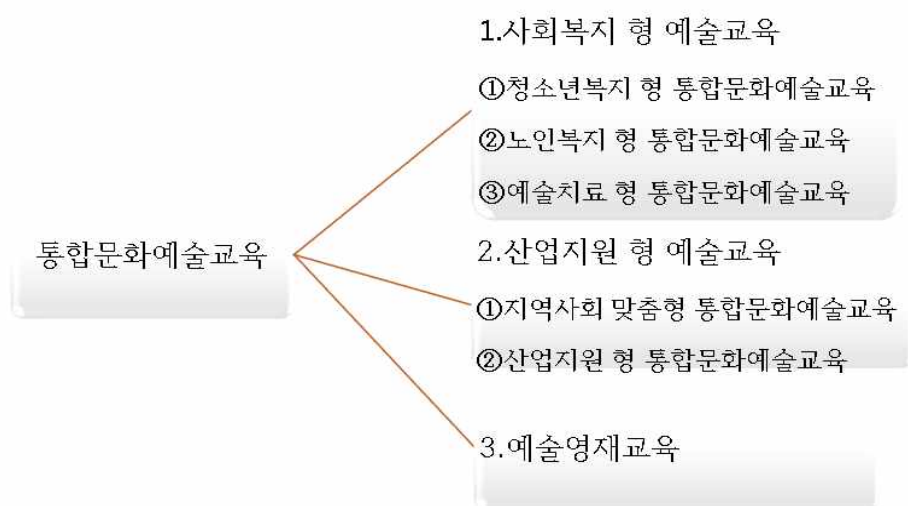 1.사회복지 형 예술교육
①청소년복지 형 통합문화예술교육
②노인복지 형 통합문화예술교육
③예술치료 형 통합문화예술교육
통합문화예술교육
2.산업지원 형 예술교육
①지역사회 맞춤형 통합문화예술교육
②산업지원 형 통합문화예술교육
3.예술영재교육